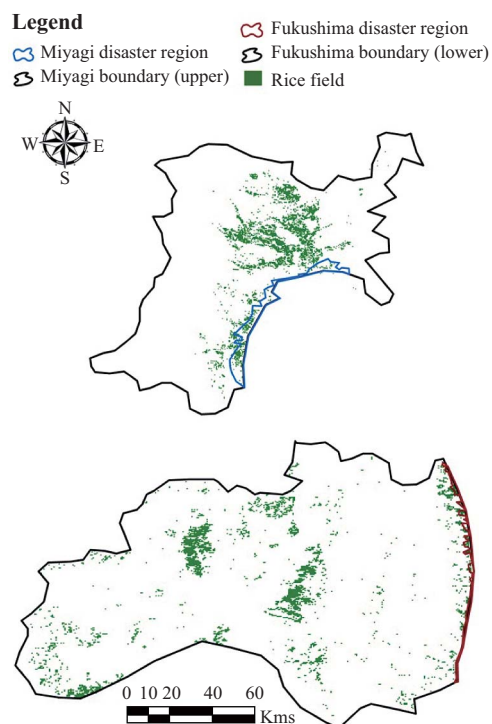 Legend
Miyagi disaster region
Miyagi boundary (upper)
Fukushima disaster region
Fukushima boundary (lower)
Rice field
N
W E
S
0 10 20 40 60
Kms